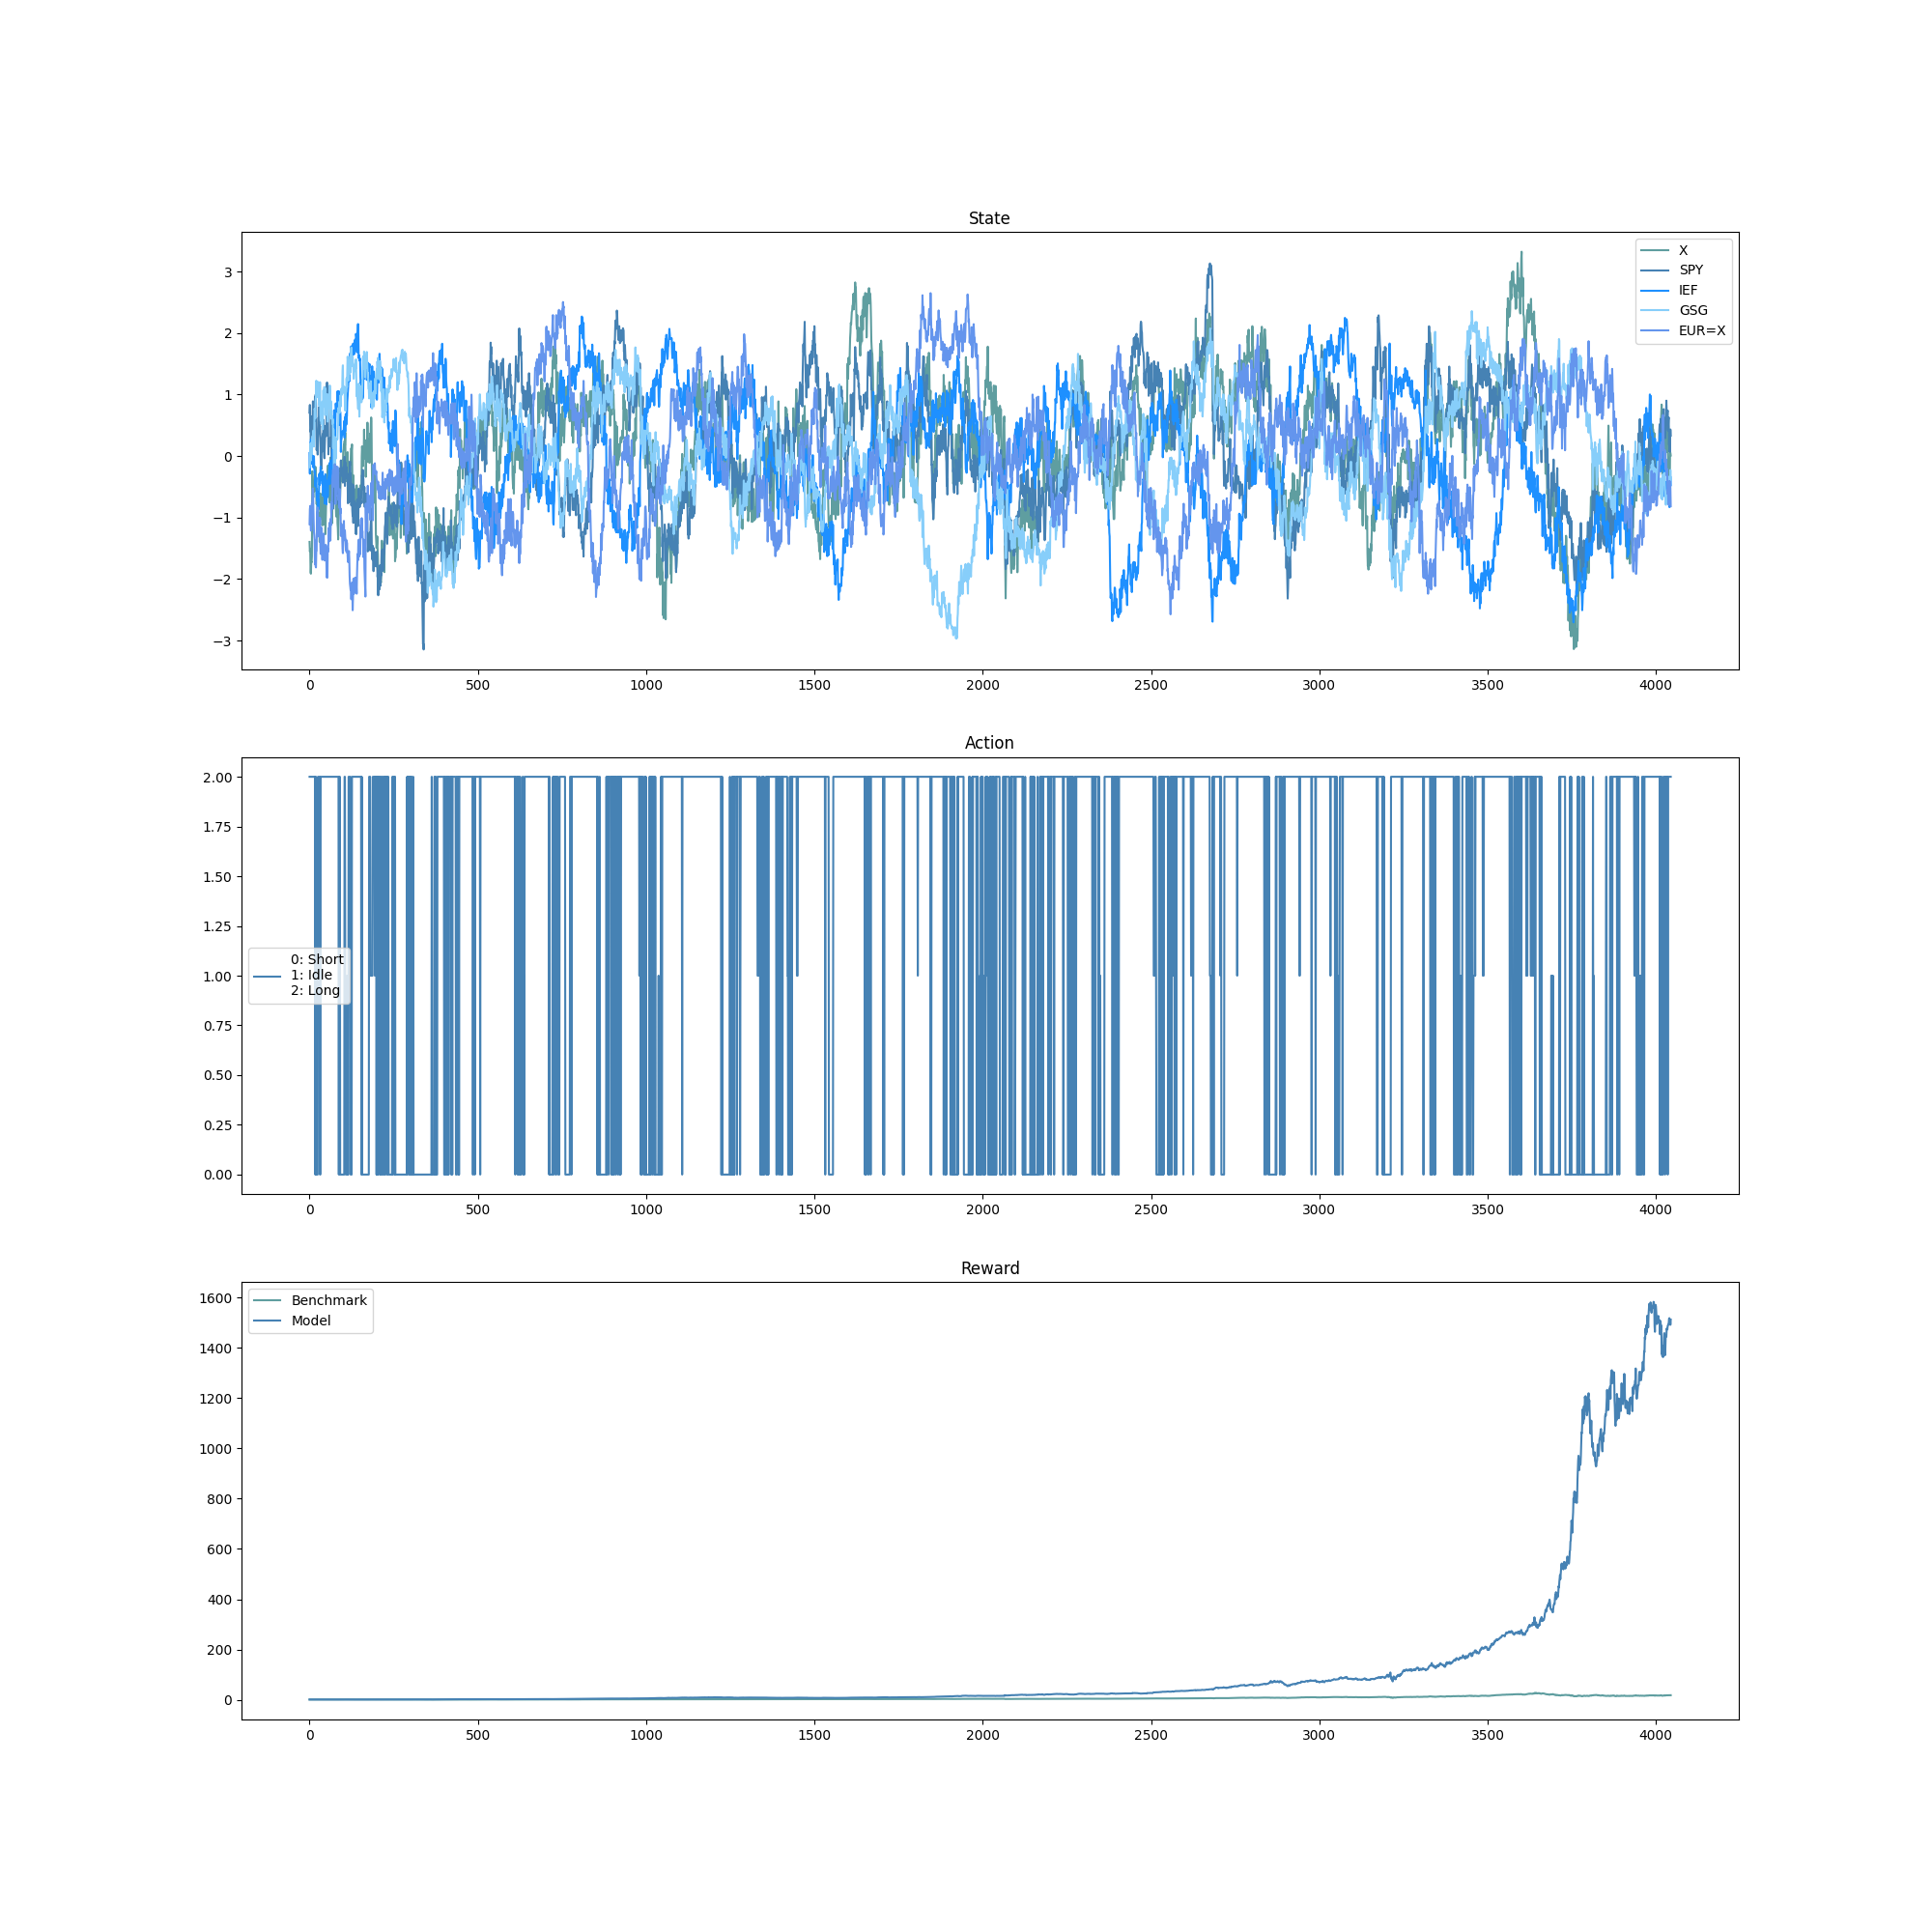 State
3
2
1
0
−1
−2
−3
X
SPY
IEF
GSG
EUR=X
0 500 1000 1500 2000 2500 3000 3500 4000
Action
2.00
1.75
1.50
1.25
1.00
0.75
0.50
0.25
0.00
0: Short
1: Idle
2: Long
0 500 1000 1500 2000 2500 3000 3500 4000
Reward
1600
1400
1200
1000
800
600
400
200
0
Benchmark
Model
0 500 1000 1500 2000 2500 3000 3500 4000